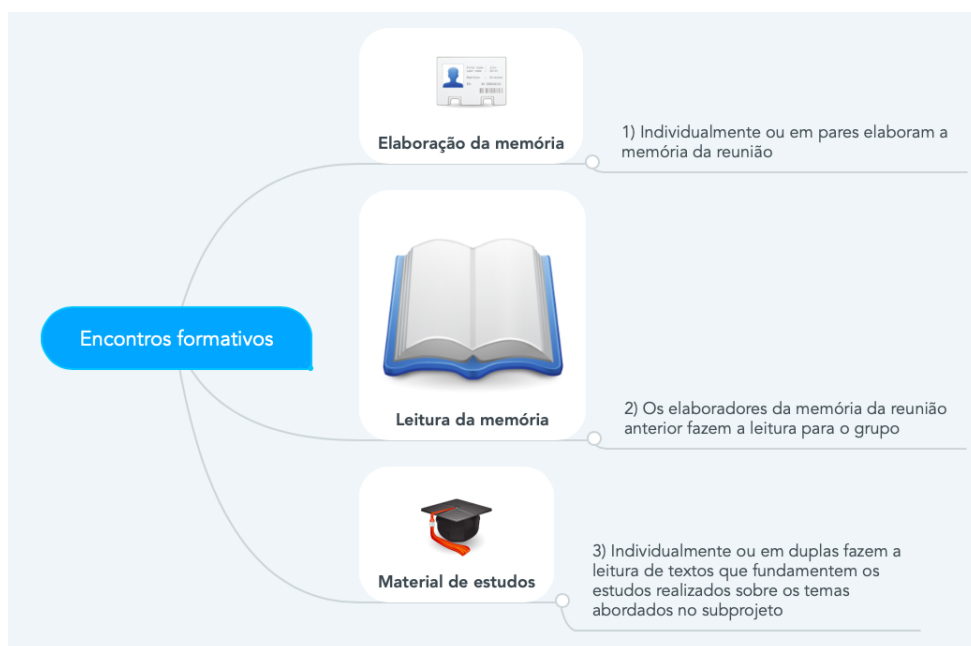 Elaboração da memória
1) Individualmente ou em pares elaboram a
memória da reunião
Encontros formativos
Leitura da memória
2) Os elaboradores da memória da reunião
anterior fazem a leitura para o grupo
Material de estudos
3) Individualmente ou em duplas fazem a
leitura de textos que fundamentem os
estudos realizados sobre os temas
abordados no subprojeto